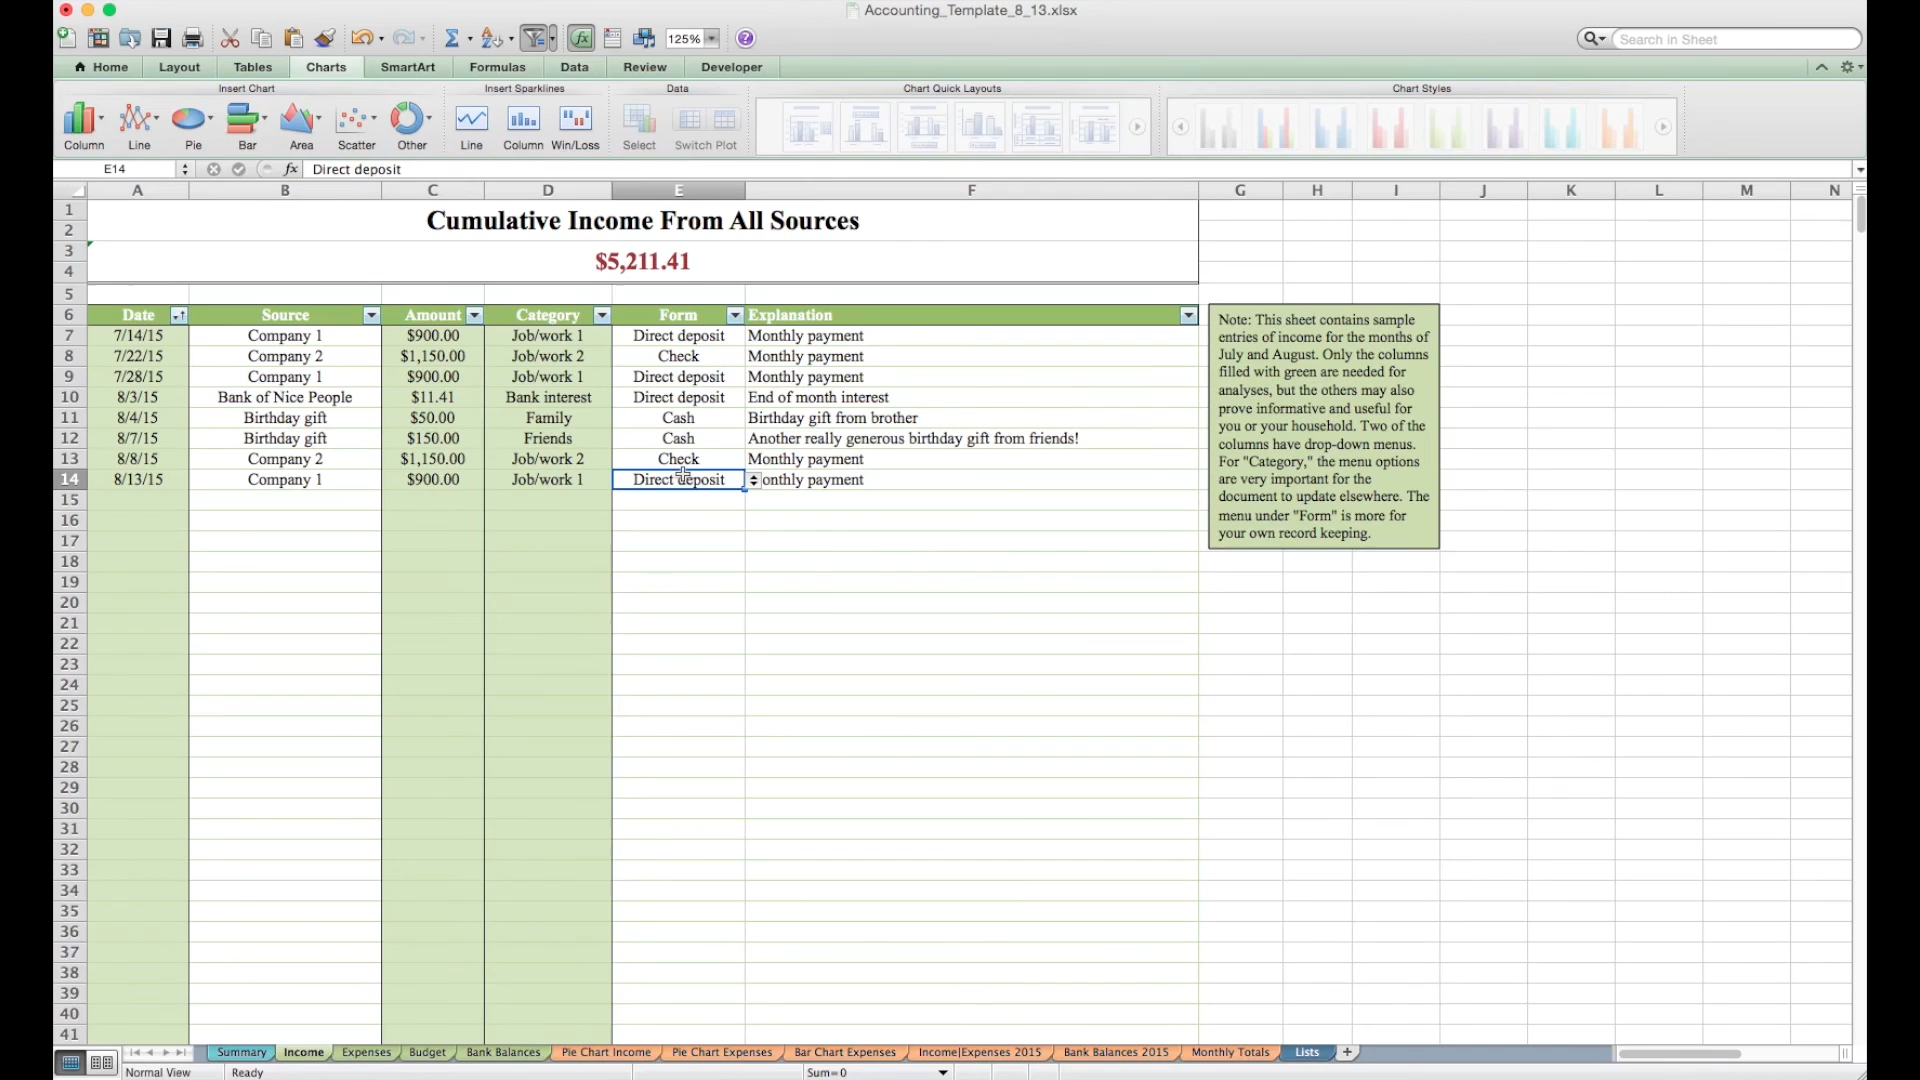 Accounting_Template_8_13.xlsx
125%
Search in Sheet
Home Layout Tables Charts SmartArt Formulas Data Review Developer
Insert Chart Insert Sparklines Data Chart Quick Layouts Chart Styles
Column Line Pie Bar Area Scatter Other Line Column Win/Loss Select Switch Plot
E14 fx Direct deposit
A B C D E F G H I J K L M N
1
2
3
4
5
Cumulative Income From All Sources
$5,211.41
6 Date Source Amount Category Form Explanation
7 7/14/15 Company 1 $900.00 Job/work 1 Direct deposit Monthly payment
8 7/22/15 Company 2 $1,150.00 Job/work 2 Check Monthly payment
9 7/28/15 Company 1 $900.00 Job/work 1 Direct deposit Monthly payment
10 8/3/15 Bank of Nice People $11.41 Bank interest Direct deposit End of month interest
11 8/4/15 Birthday gift $50.00 Family Cash Birthday gift from brother
12 8/7/15 Birthday gift $150.00 Friends Cash Another really generous birthday gift from friends!
13 8/8/15 Company 2 $1,150.00 Job/work 2 Check Monthly payment
14 8/13/15 Company 1 $900.00 Job/work 1 Direct deposit onthly payment
15
16
17
18
19
20
21
22
23
24
25
26
27
28
29
30
31
32
33
34
35
36
37
38
39
40
41
Note: This sheet contains sample
entries of income for the months of
July and August. Only the columns
filled with green are needed for
analyses, but the others may also
prove informative and useful for
you or your household. Two of the
columns have drop-down menus.
For "Category," the menu options
are very important for the
document to update elsewhere. The
menu under "Form" is more for
your own record keeping.
Summary Income Expenses Budget Bank Balances Pie Chart Income Pie Chart Expenses Bar Chart Expenses Income|Expenses 2015 Bank Balances 2015 Monthly Totals Lists +
Normal View Ready Sum=0